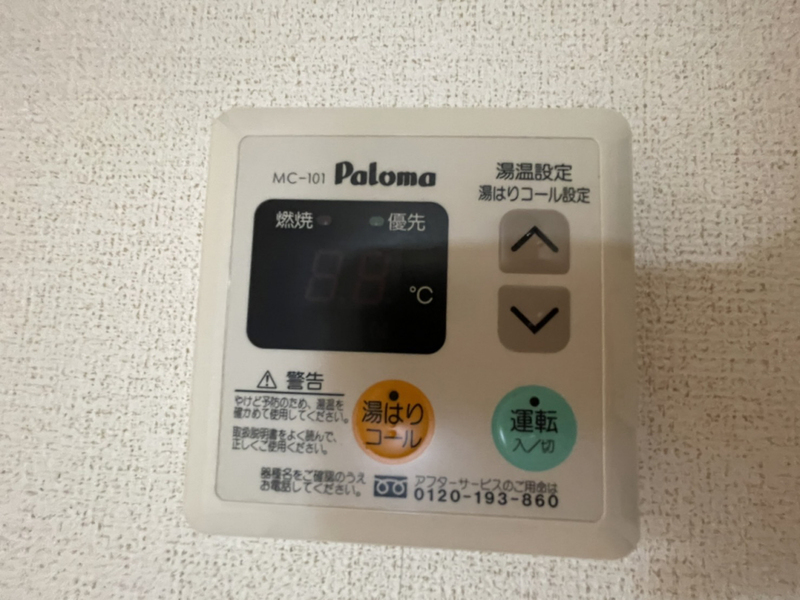 MC-101 Paloma
湯温設定
湯はりコール設定
燃焼 優先
℃
警告
やけど予防のため、湯温を
確かめて使用してください。
取扱説明書をよく読んで、
正しくご使用ください。
湯はり
コール
運転
入/切
器種名をご確認のうえ
お電話してください。
アフターサービスのご用命は
0120-193-860